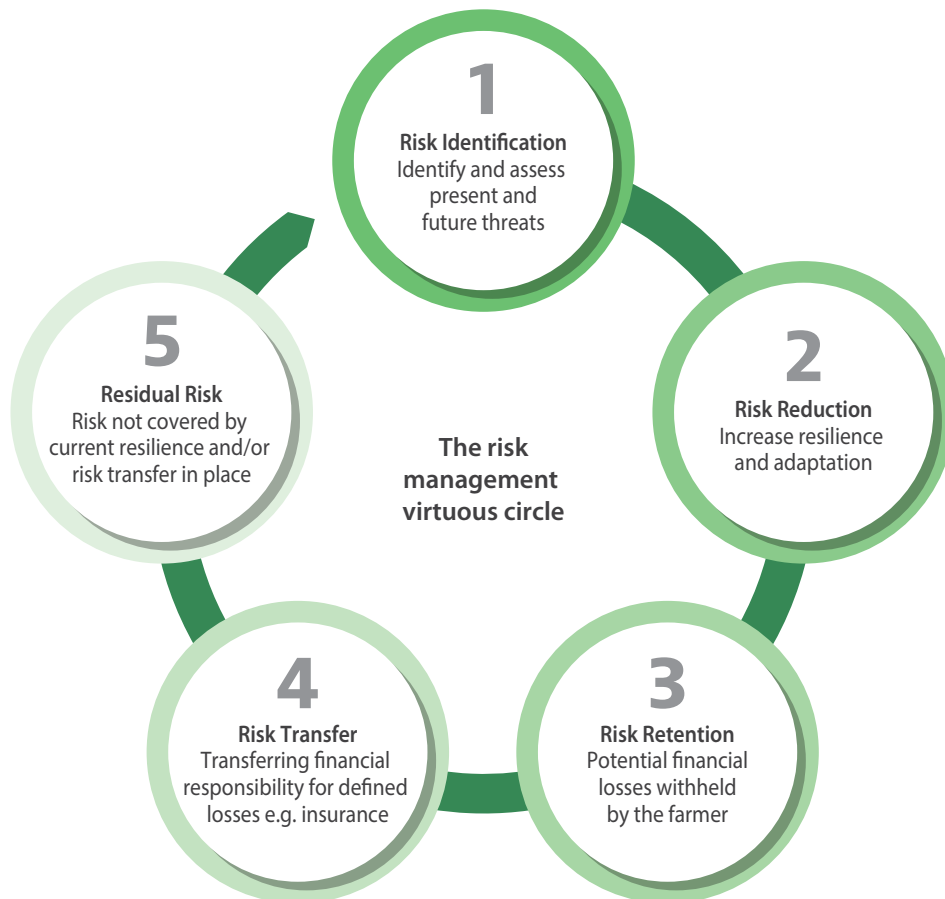 1
Risk Identification
Identify and assess
present and
future threats
2
Risk Reduction
Increase resilience
and adaptation
3
Risk Retention
Potential financial
losses withheld
by the farmer
4
Risk Transfer
Transferring financial
responsibility for defined
losses e.g. insurance
5
Residual Risk
Risk not covered by
current resilience and/or
risk transfer in place
The risk
management
virtuous circle